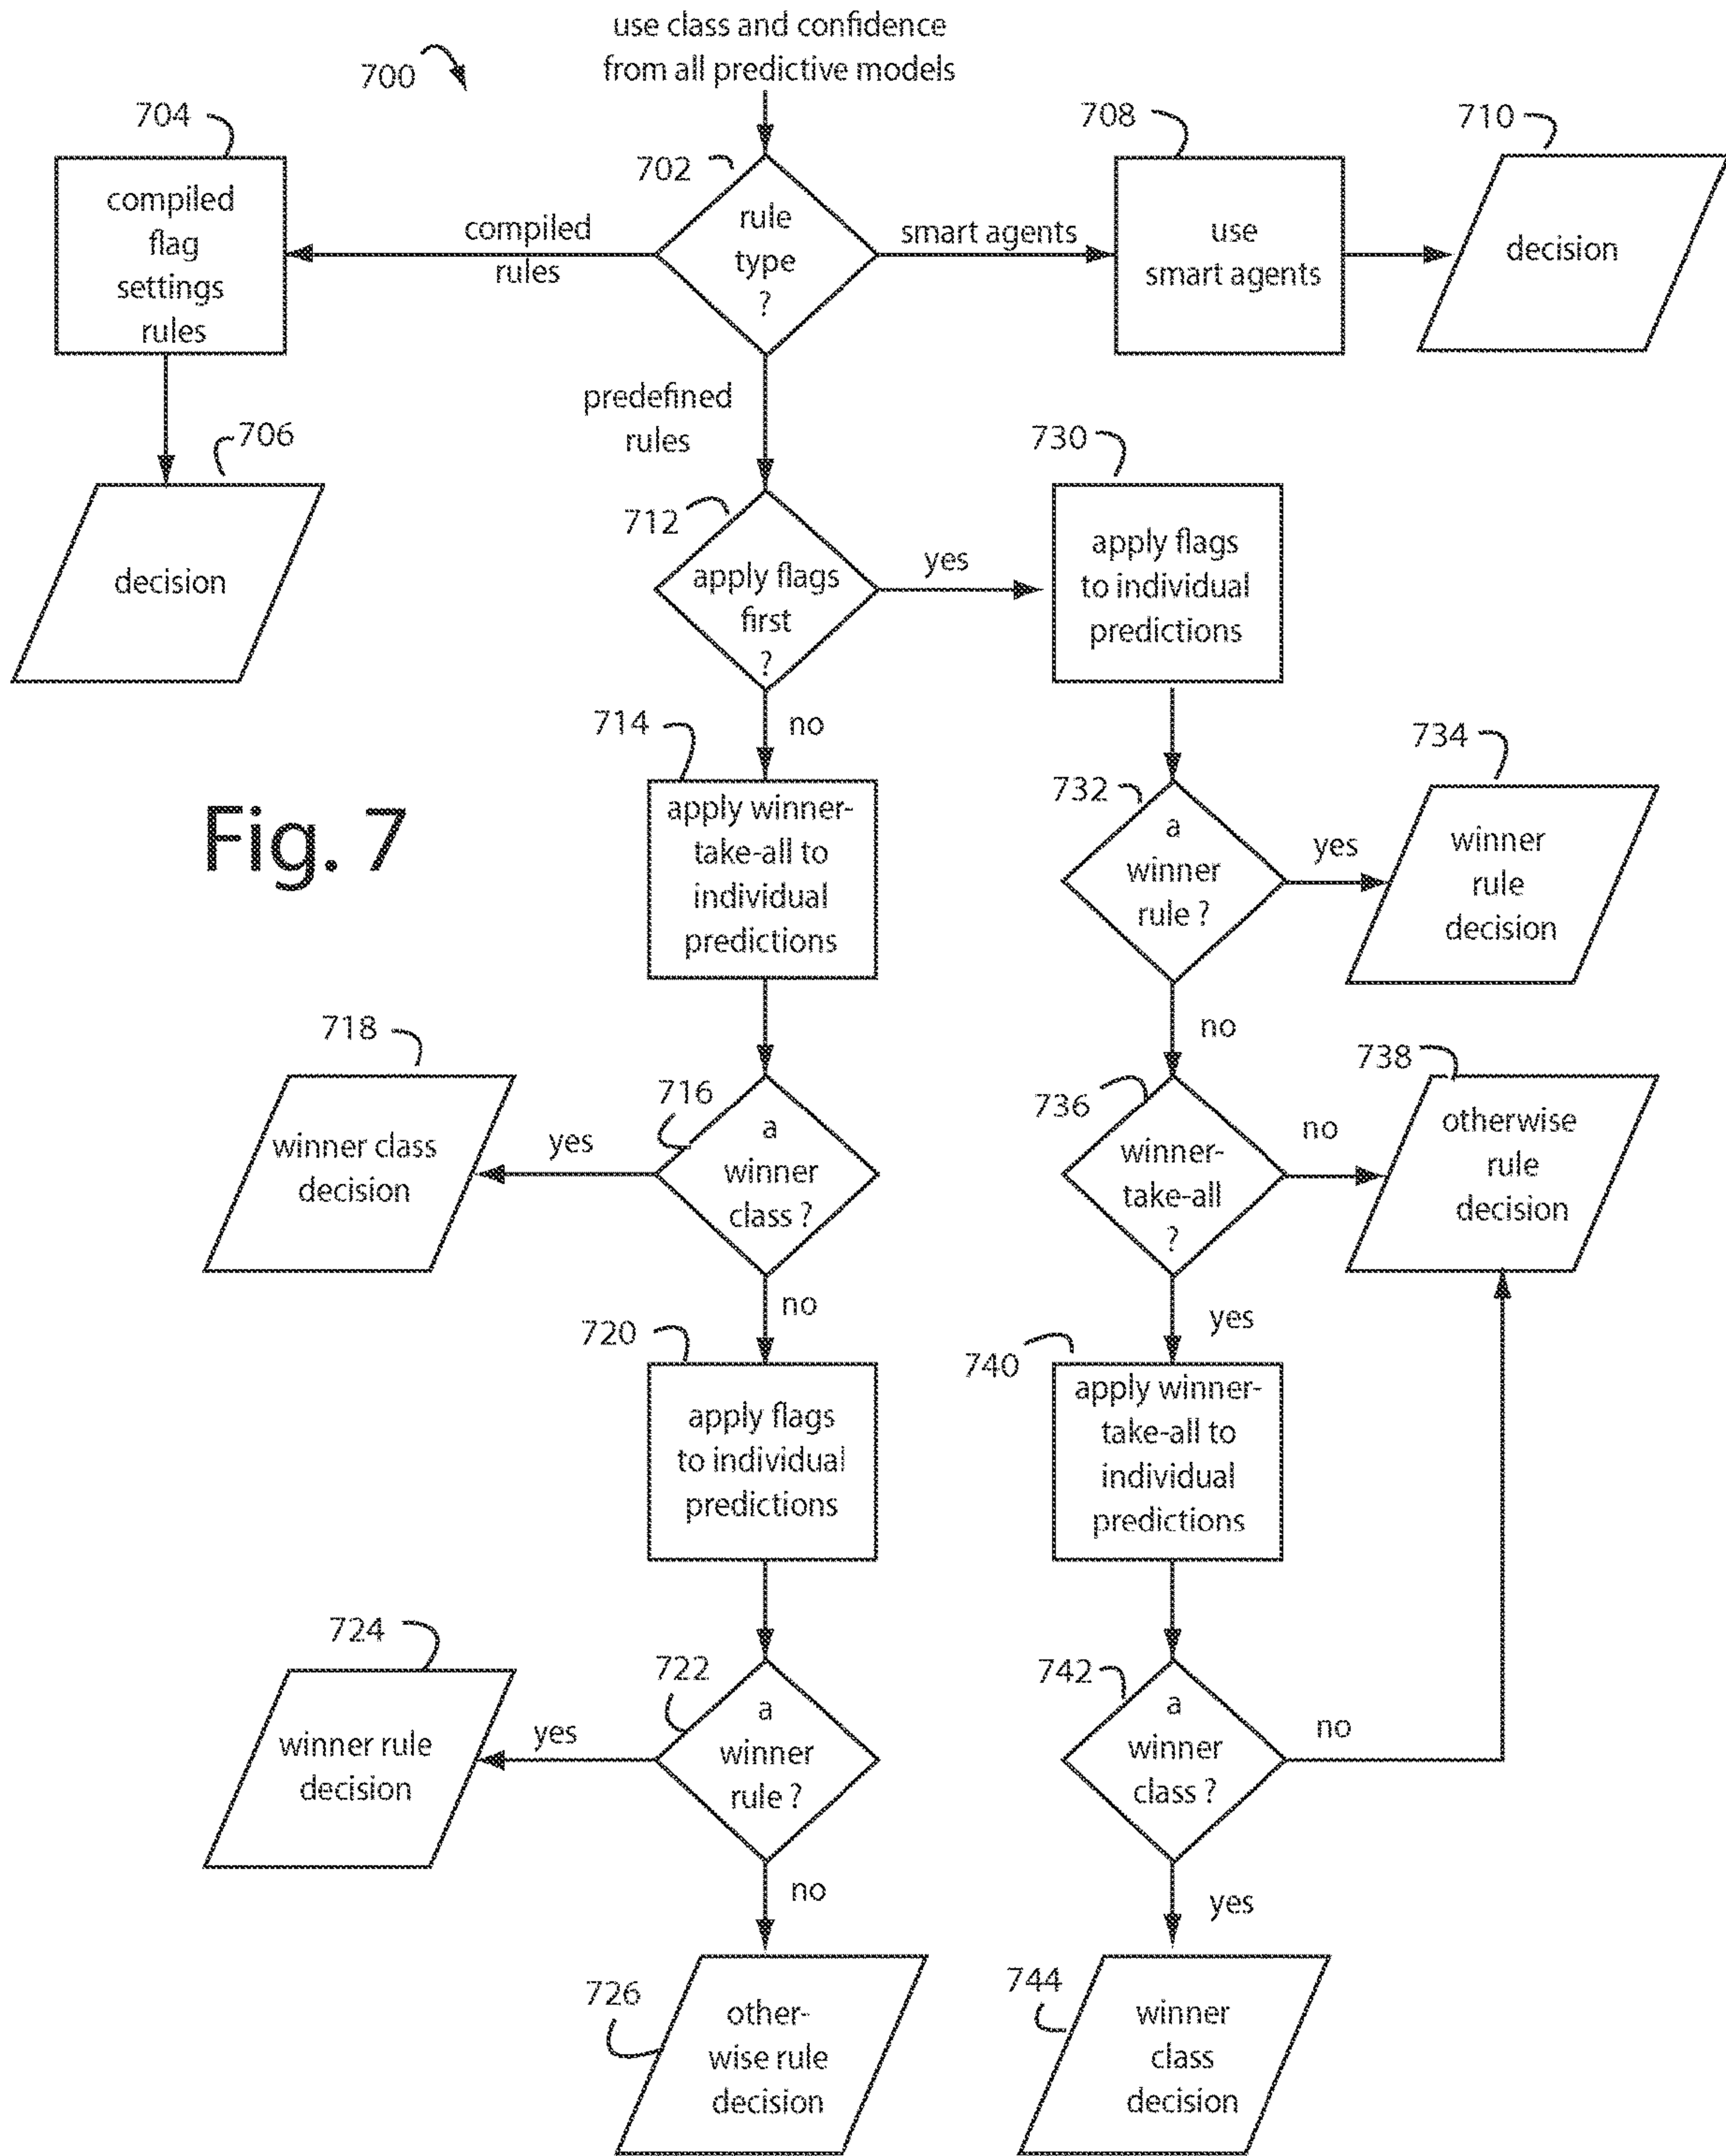 use class and confidence
from all predictive models
700
704
702
708
710
compiled
flag
settings
rules
compiled
rules
rule
type
?
smart agents
use
smart agents
decision
predefined
rules
706
decision
712
apply flags
first
?
yes
730
apply flags
to individual
predictions
no
714
apply winner-
take-all to
individual
predictions
Fig. 7
732
a
winner
rule ?
yes
734
winner
rule
decision
no
718
winner class
decision
yes
716
a
winner
class ?
736
winner-
take-all
?
no
738
otherwise
rule
decision
no
yes
720
apply flags
to individual
predictions
740
apply winner-
take-all to
individual
predictions
724
winner rule
decision
yes
722
a
winner
rule ?
742
a
winner
class ?
no
no
yes
726
other-
wise rule
decision
744
winner
class
decision